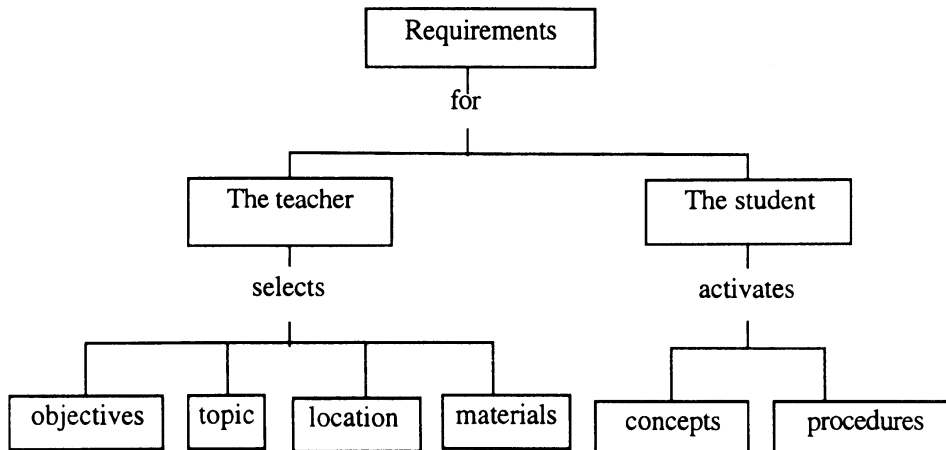 Requirements
for
The teacher
The student
selects
activates
objectives
topic
location
materials
concepts
procedures